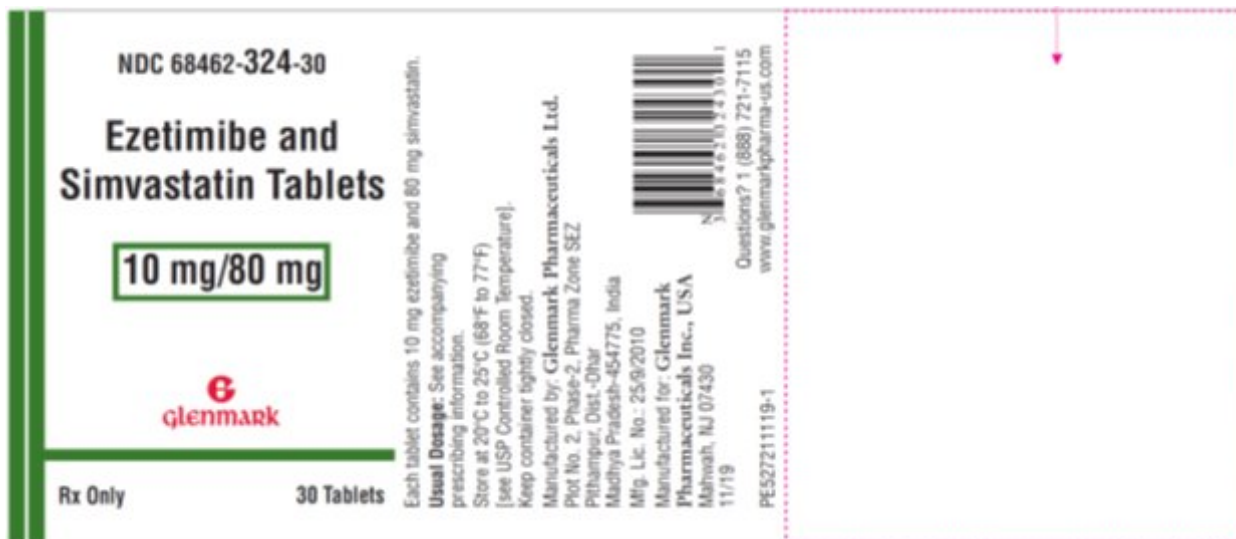 NDC 68462-324-30
Ezetimibe and
Simvastatin Tablets
10 mg/80 mg
G
Glenmark
Rx Only
30 Tablets
Each tablet contains 10 mg ezetimibe and 80 mg simvastatin.
Usual Dosage: See accompanying
prescribing information.
Store at 20°C to 25°C (68°F to 77°F)
[see USP Controlled Room Temperature].
Keep container tightly closed.
Manufactured by: Glenmark Pharmaceuticals Ltd.
Plot No. 2, Phase-2, Pharma Zone SEZ
Pithampur, Dist.-Dhar
Madhya Pradesh-454775, India
Mfg. Lic. No.: 25/9/2010
Manufactured for: Glenmark
Pharmaceuticals Inc., USA
Mahwah, NJ 07430
11/19
N
3 68462 32430 1
Questions? 1 (888) 721-7115
www.glenmarkpharma-us.com
PE527211119-1